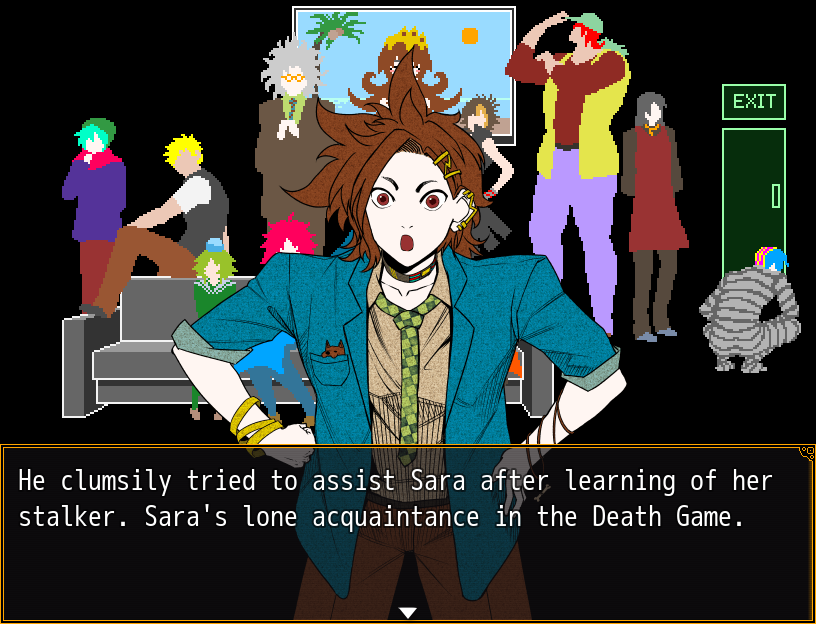 EXIT
He clumsily tried to assist Sara after learning of her
stalker. Sara's lone acquaintance in the Death Game.